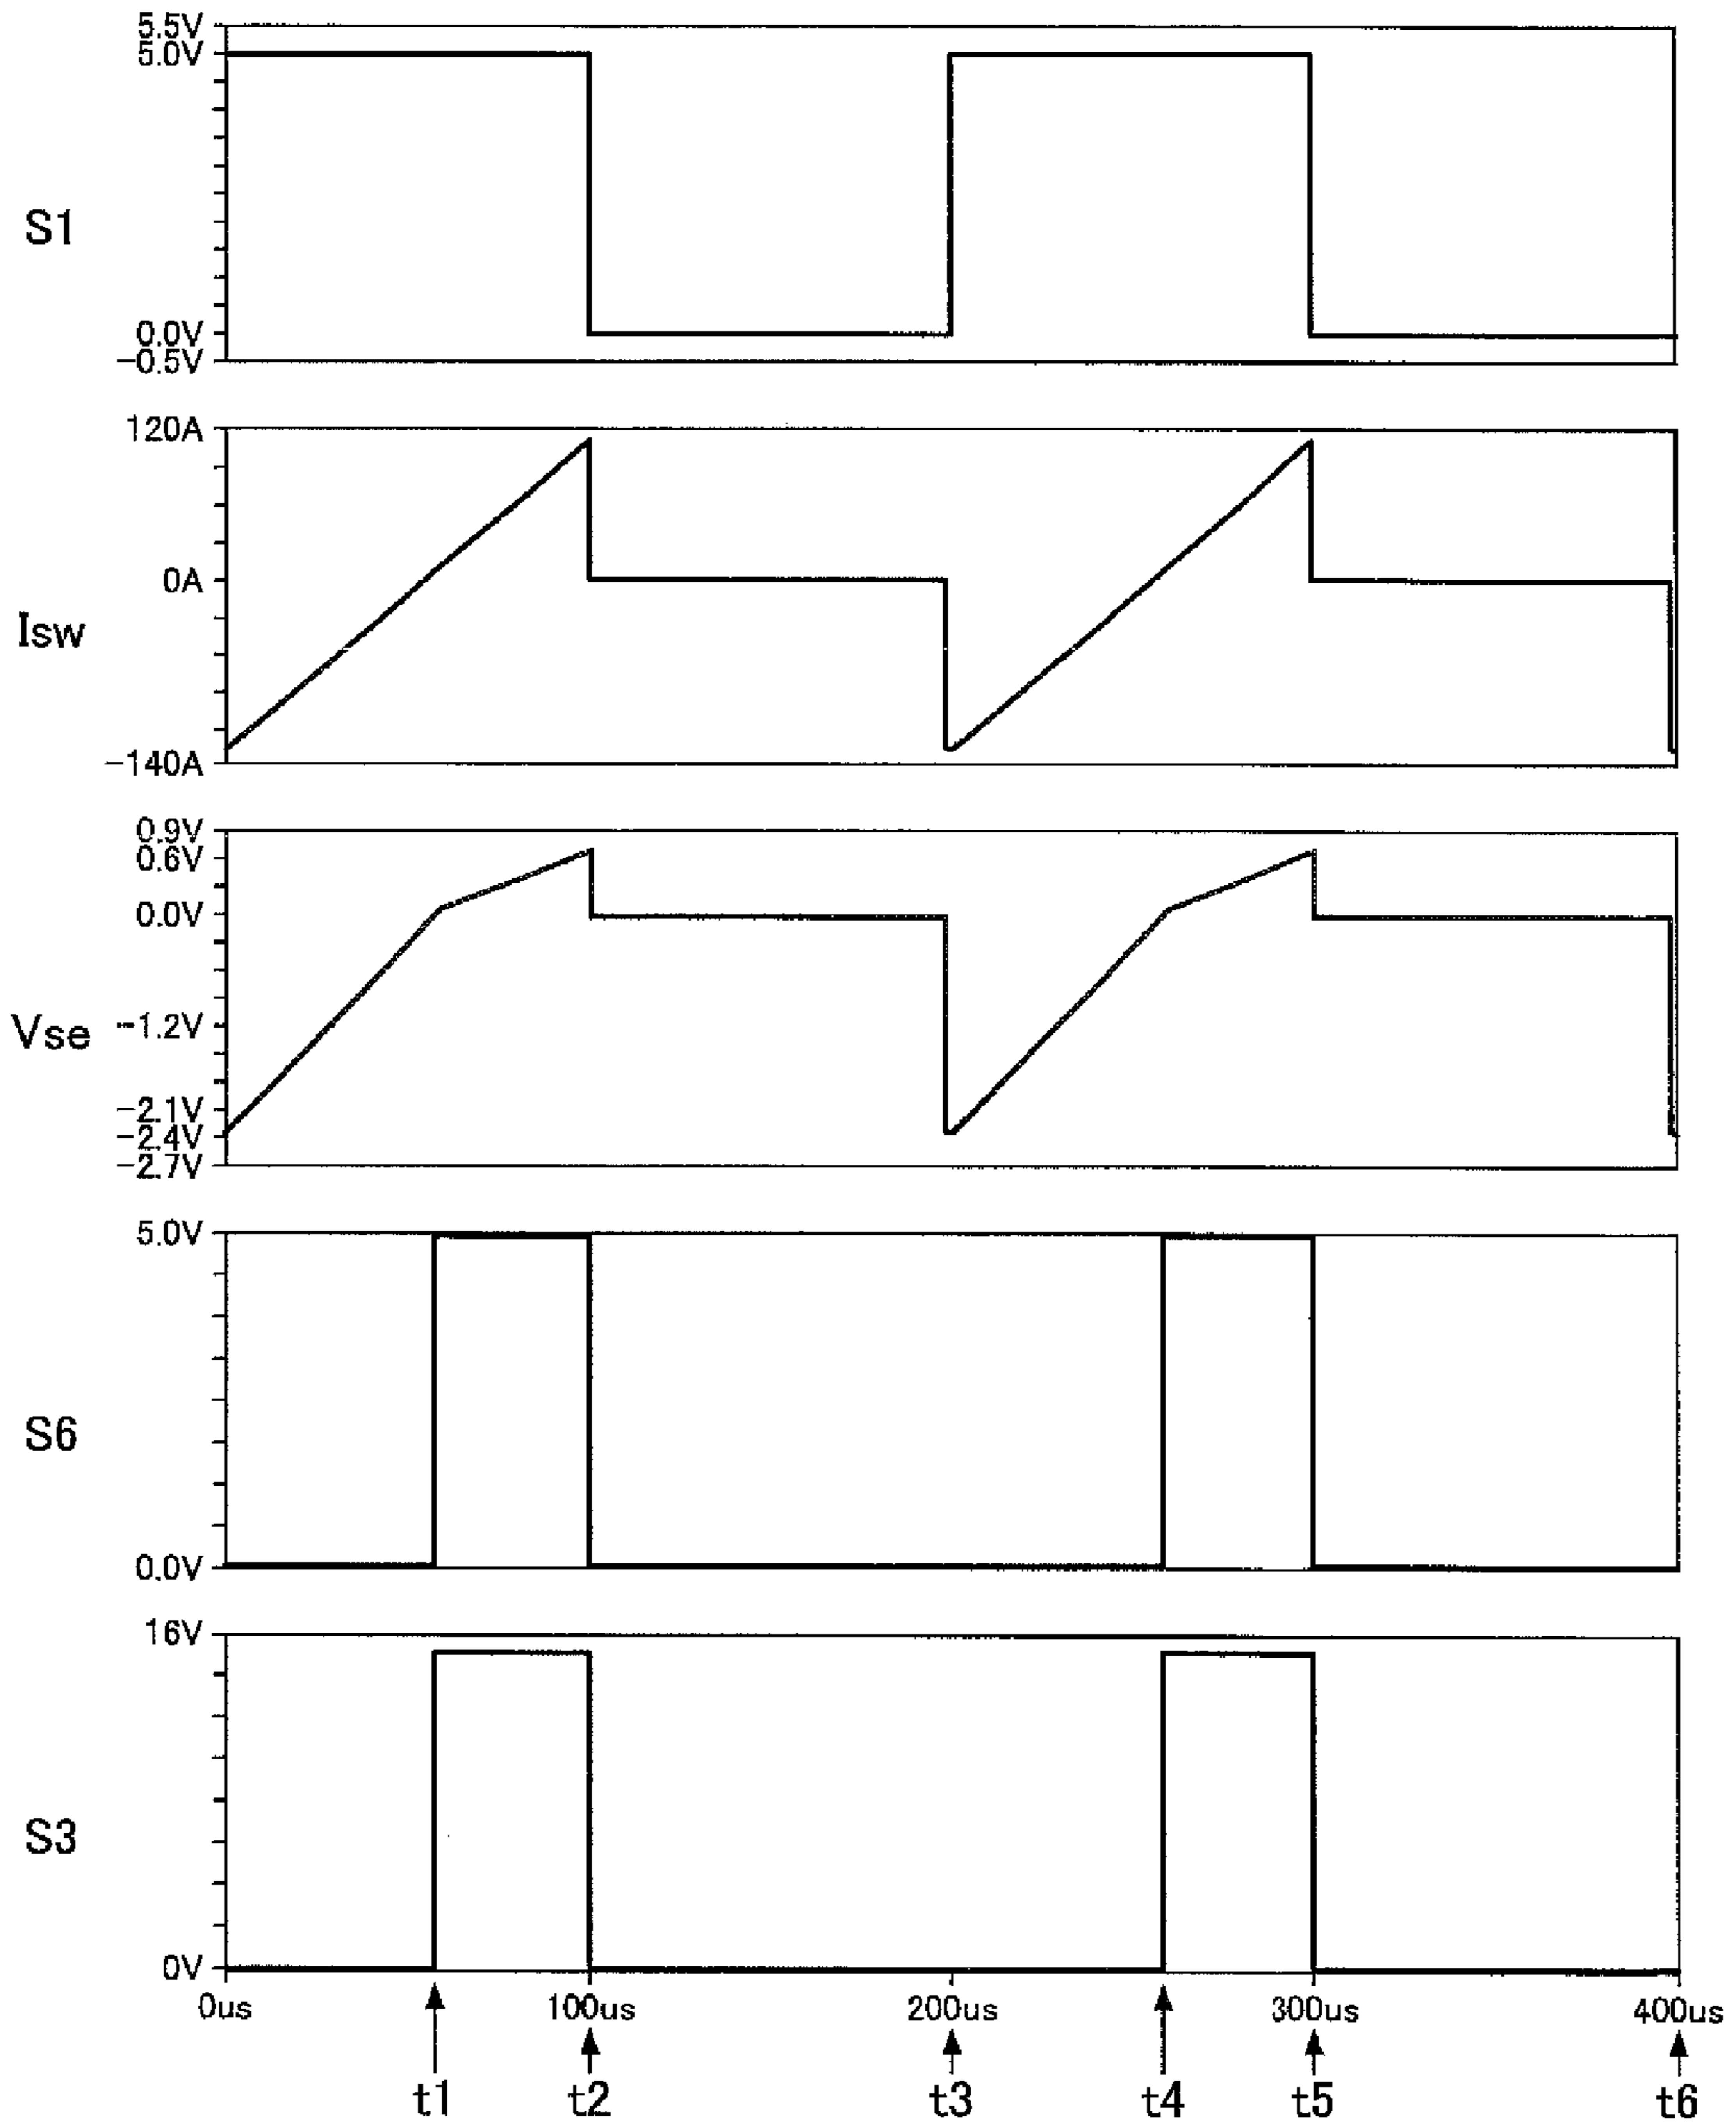 5.5V
5.0V
S1
0.0V
−0.5V
120A
0A
Isw
−140A
0.9V
0.6V
0.0V
Vse
−1.2V
−2.1V
−2.4V
−2.7V
5.0V
S6
0.0V
16V
S3
0V
0us 100us 200us 300us 400us
t1 t2 t3 t4 t5 t6